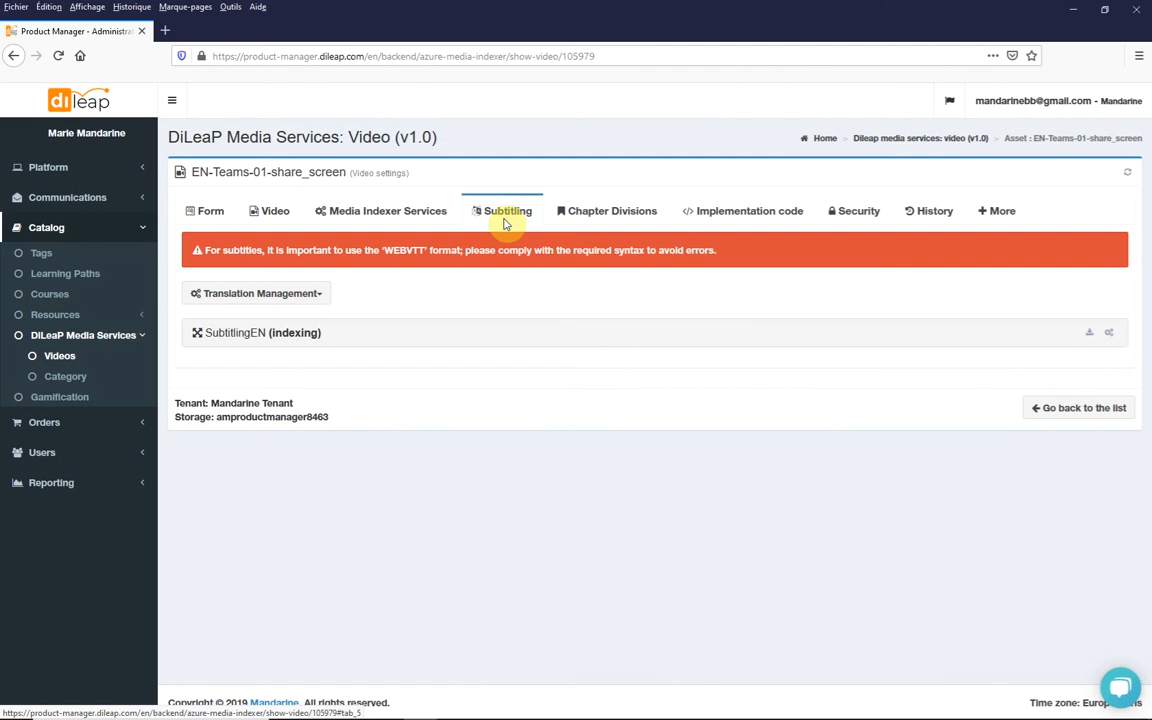 Fichier Édition Affichage Historique Marque-pages Outils Aide
Product Manager - Administra
https://product-manager.dileap.com/en/backend/azure-media-indexer/show-video/105979
dileap
mandarinebb@gmail.com - Mandarine
Marie Mandarine
DiLeaP Media Services: Video (v1.0)
Home > Dileap media services: video (v1.0) > Asset : EN-Teams-01-share_screen
Platform
Communications
Catalog
Tags
Learning Paths
Courses
Resources
DiLeaP Media Services
Videos
Category
Gamification
Orders
Users
Reporting
EN-Teams-01-share_screen (Video settings)
Form Video Media Indexer Services Subtitling Chapter Divisions </> Implementation code Security History + More
For subtitles, it is important to use the 'WEBVTT' format; please comply with the required syntax to avoid errors.
Translation Management
SubtitlingEN (indexing)
Tenant: Mandarine Tenant
Storage: amproductmanager8463
Go back to the list
Copyright © 2019 Mandarine. All rights reserved.
Time zone:
https://product-manager.dileap.com/en/backend/azure-media-indexer/show-video/105979#tab_5